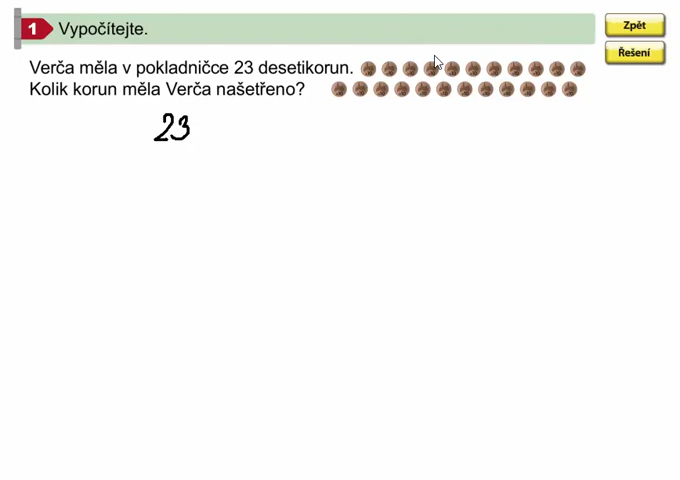 1 Vypočítejte.
Zpět
Řešení
Verča měla v pokladničce 23 desetikorun.
Kolik korun měla Verča našetřeno?
23